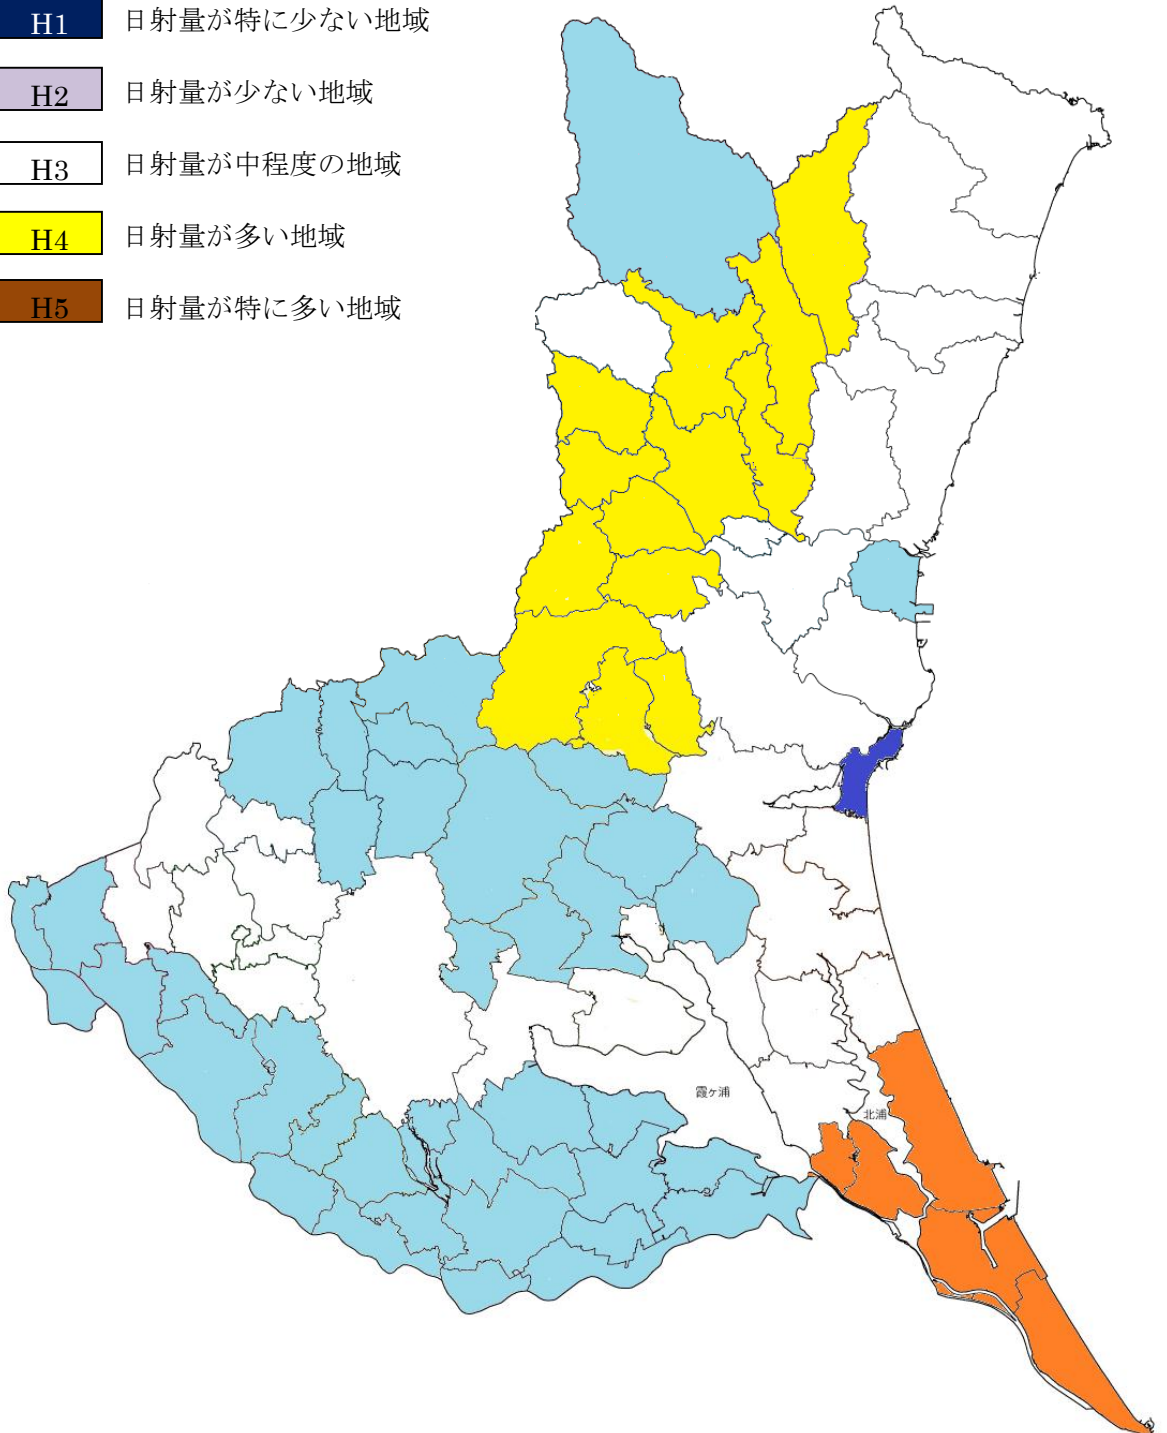 H1 日射量が特に少ない地域
H2 日射量が少ない地域
H3 日射量が中程度の地域
H4 日射量が多い地域
H5 日射量が特に多い地域
霞ヶ浦
北浦